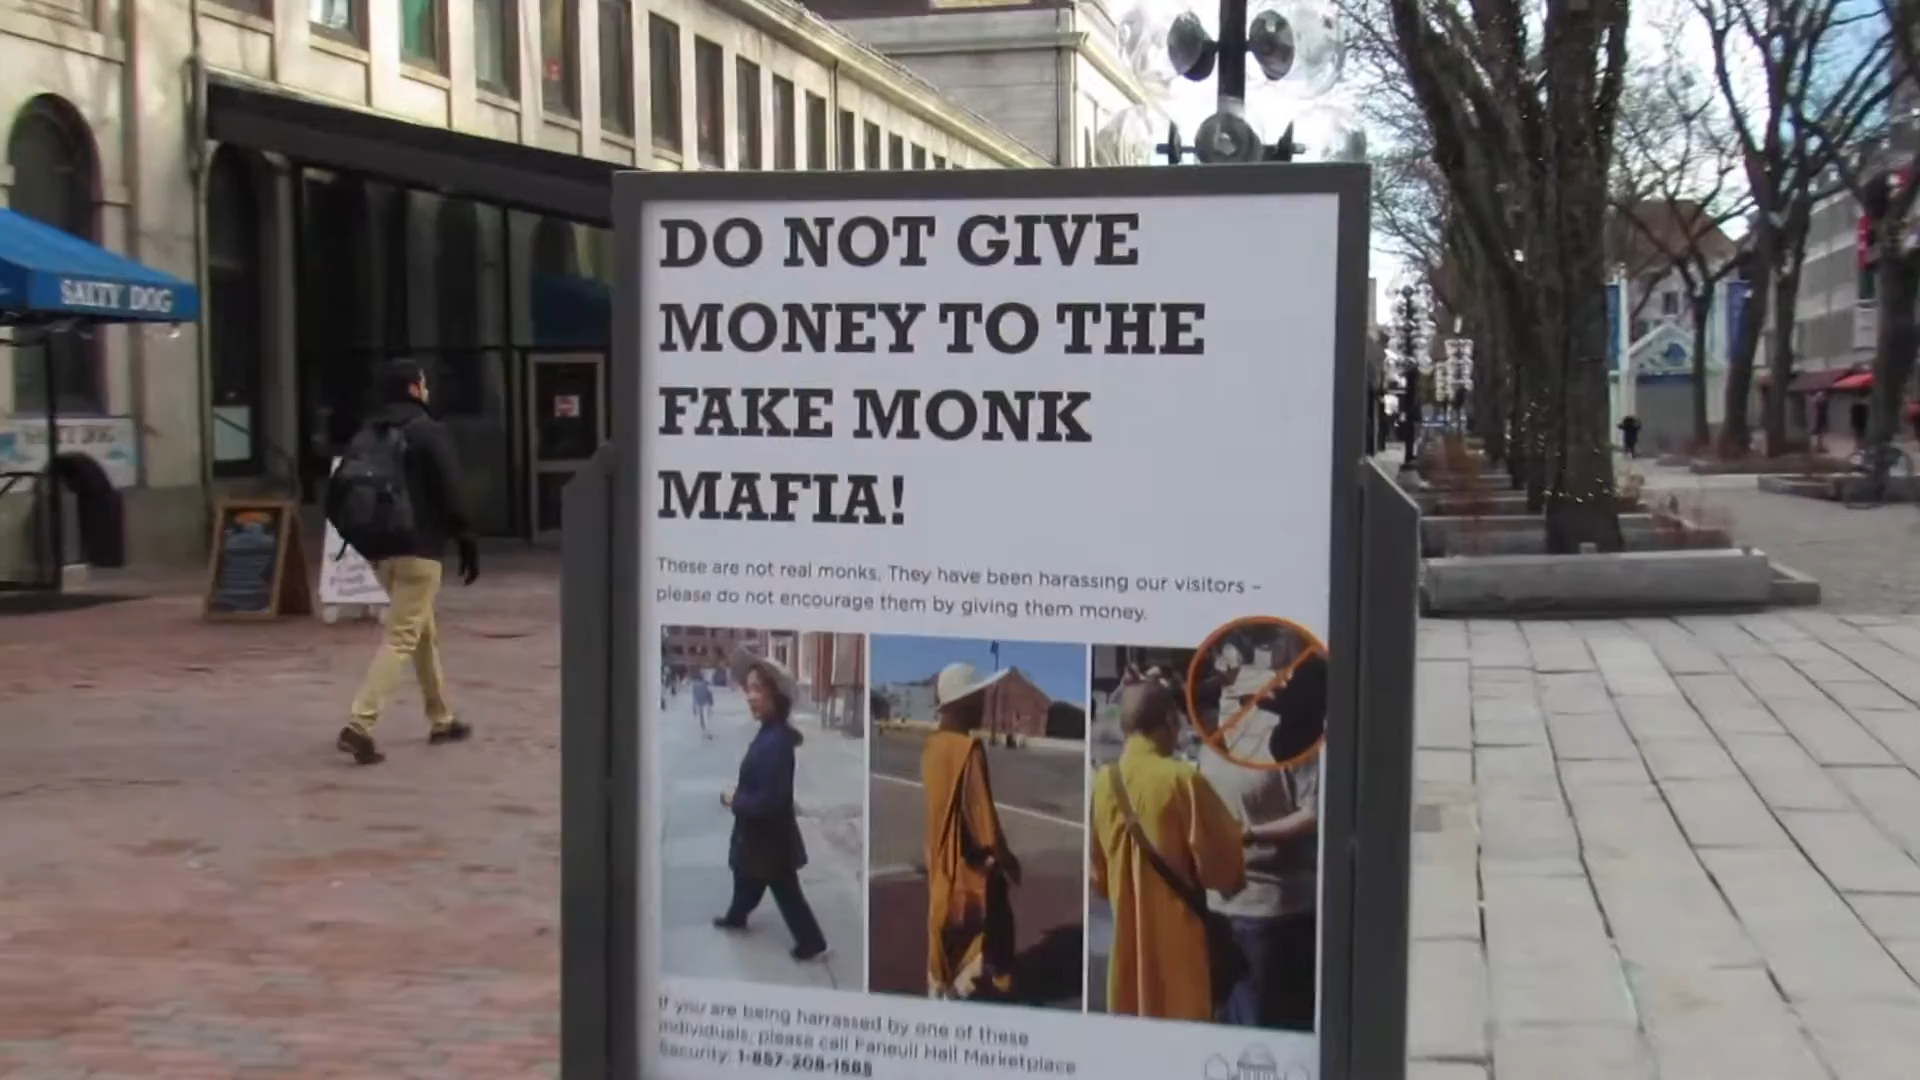 DO NOT GIVE
MONEY TO THE
FAKE MONK
MAFIA!
These are not real monks. They have been harassing our visitors –
please do not encourage them by giving them money.
If you are being harrassed by one of these
individuals, please call Faneuil Hall Marketplace
Security: 1-857-208-1585
SALTY DOG
SALTY DOG